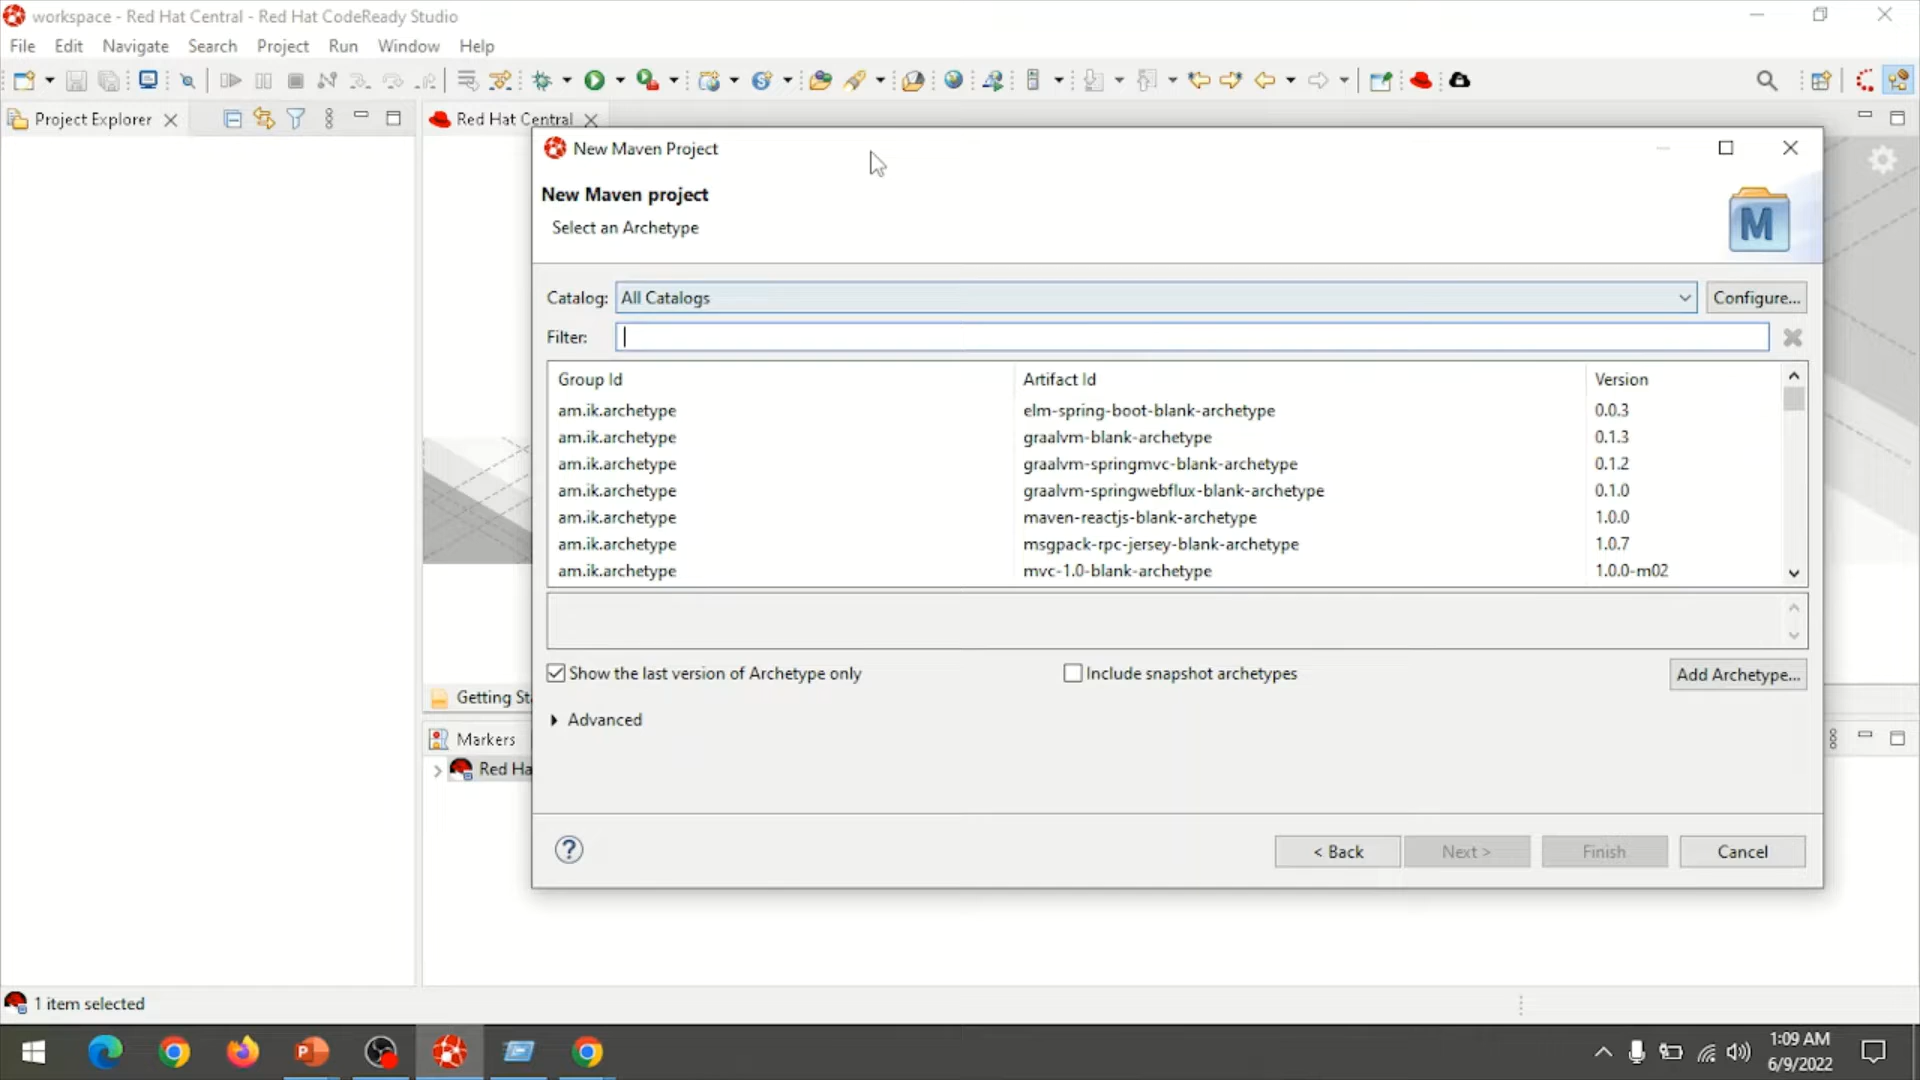 workspace - Red Hat Central - Red Hat CodeReady Studio
File Edit Navigate Search Project Run Window Help
Project Explorer
Red Hat Central
New Maven Project
New Maven project
Select an Archetype
M
Catalog: All Catalogs Configure...
Filter:
Group Id Artifact Id Version
am.ik.archetype elm-spring-boot-blank-archetype 0.0.3
am.ik.archetype graalvm-blank-archetype 0.1.3
am.ik.archetype graalvm-springmvc-blank-archetype 0.1.2
am.ik.archetype graalvm-springwebflux-blank-archetype 0.1.0
am.ik.archetype maven-reactjs-blank-archetype 1.0.0
am.ik.archetype msgpack-rpc-jersey-blank-archetype 1.0.7
am.ik.archetype mvc-1.0-blank-archetype 1.0.0-m02
Show the last version of Archetype only Include snapshot archetypes Add Archetype...
Getting St
Advanced
Markers
Red Ha
? < Back Next > Finish Cancel
1 item selected
1:09 AM
6/9/2022